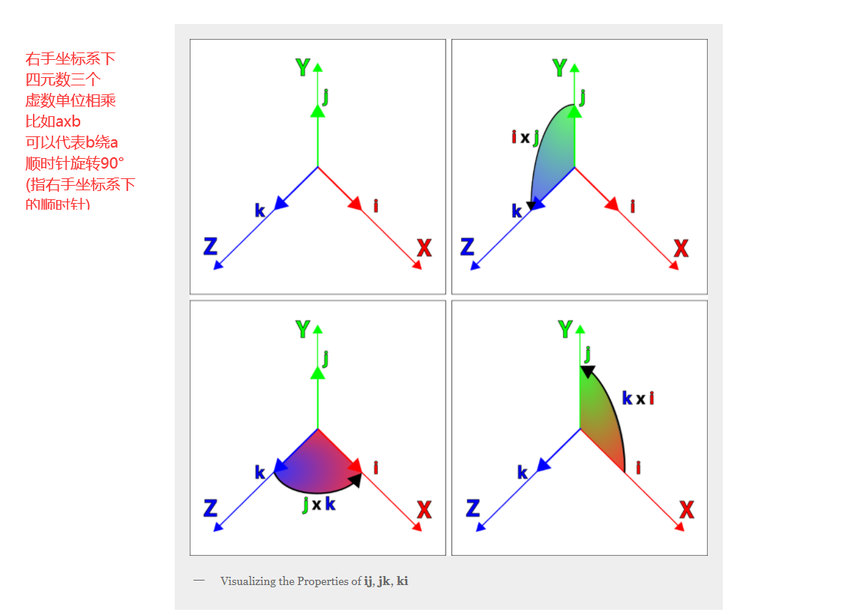 右手坐标系下
四元数三个
虚数单位相乘
比如axb
可以代表b绕a
顺时针旋转90°
(指右手坐标系下
的顺时针)
Y
j
k
i
Z
X
Y
j
i x j
k
i
Z
X
Y
j
k
i
Z
X
j x k
Y
j
k x i
k
i
Z
X
— Visualizing the Properties of ij, jk, ki